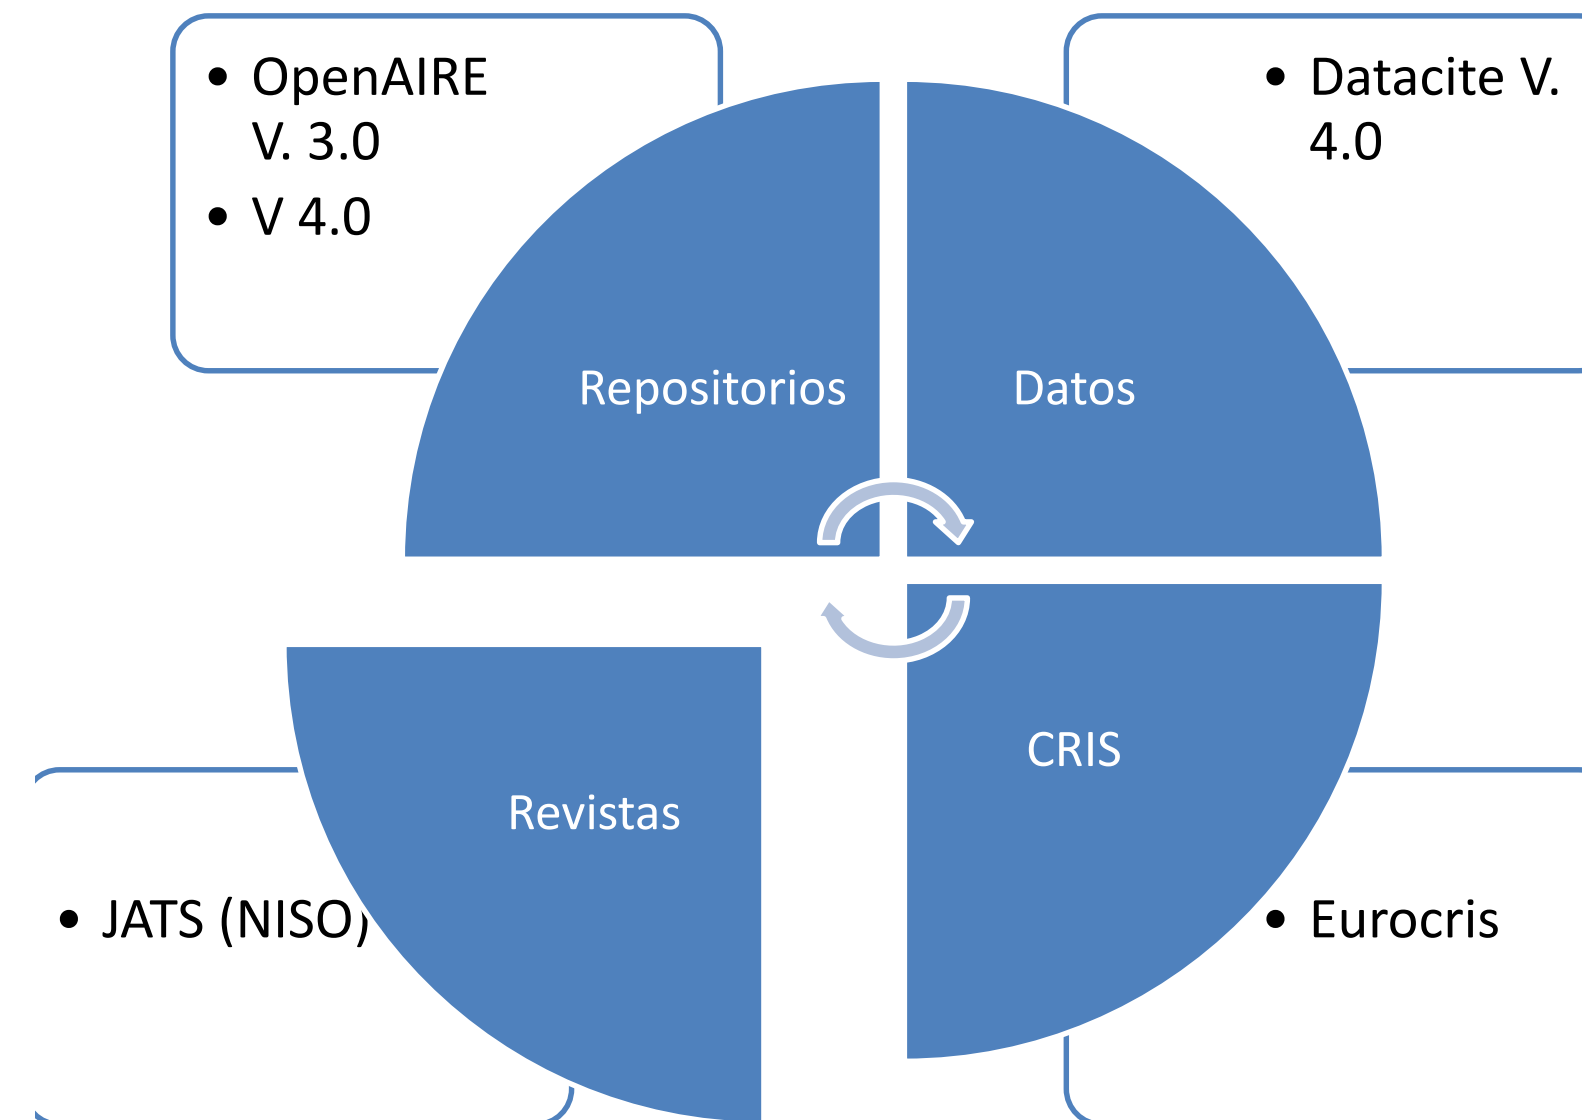 • OpenAIRE
V. 3.0
• V 4.0
• Datacite V.
4.0
Repositorios
Datos
CRIS
Revistas
• JATS (NISO)
• Eurocris